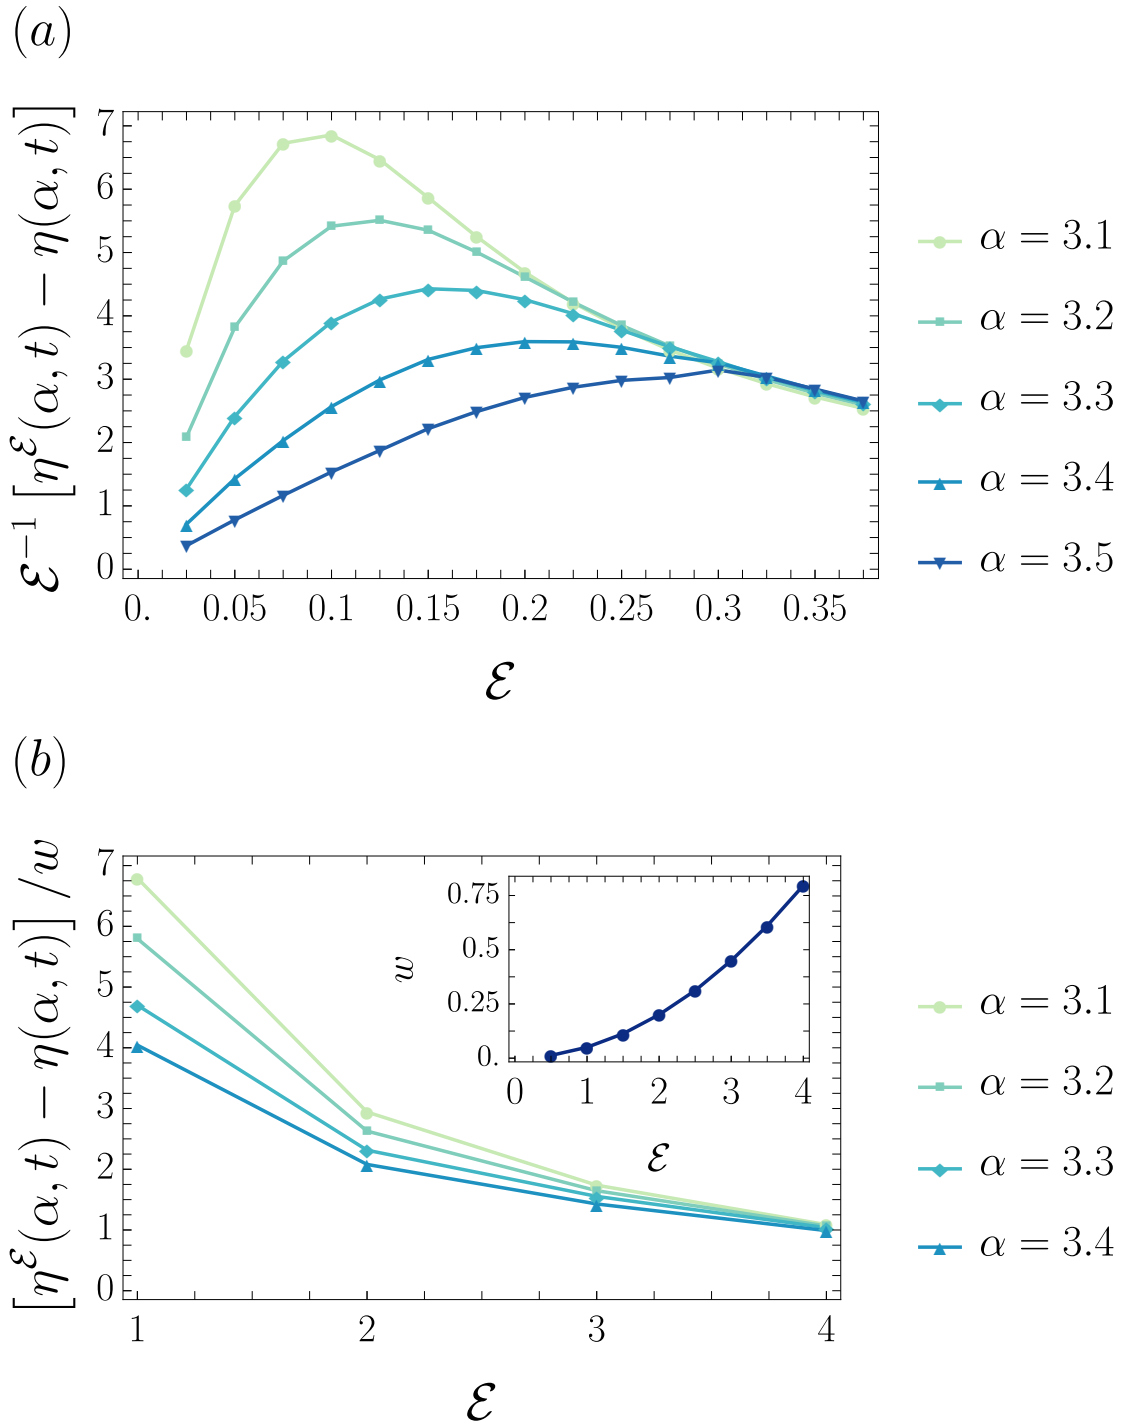 (a)
ℰ⁻¹ [η^ℰ(α, t) − η(α, t)]
7
6
5
4
3
2
1
0
0. 0.05 0.1 0.15 0.2 0.25 0.3 0.35
ℰ
α = 3.1
α = 3.2
α = 3.3
α = 3.4
α = 3.5
(b)
[η^ℰ(α, t) − η(α, t)] /w
7
6
5
4
3
2
1
0
1 2 3 4
ℰ
w
0.75
0.5
0.25
0.
0 1 2 3 4
ℰ
α = 3.1
α = 3.2
α = 3.3
α = 3.4